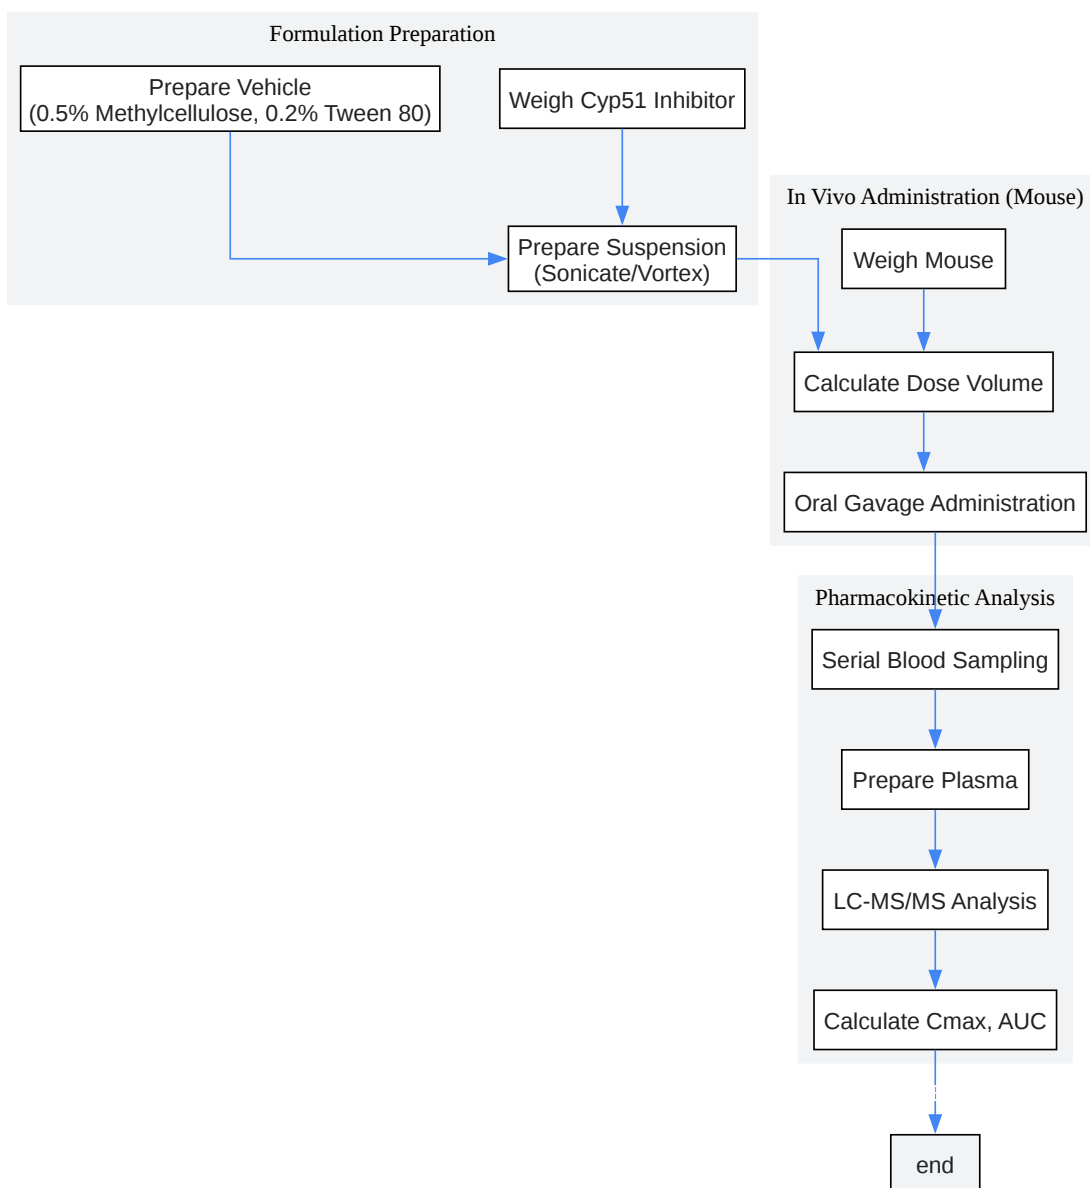 Formulation Preparation
Prepare Vehicle
(0.5% Methylcellulose, 0.2% Tween 80)
Weigh Cyp51 Inhibitor
Prepare Suspension
(Sonicate/Vortex)
In Vivo Administration (Mouse)
Weigh Mouse
Calculate Dose Volume
Oral Gavage Administration
Pharmacokinetic Analysis
Serial Blood Sampling
Prepare Plasma
LC-MS/MS Analysis
Calculate Cmax, AUC
end